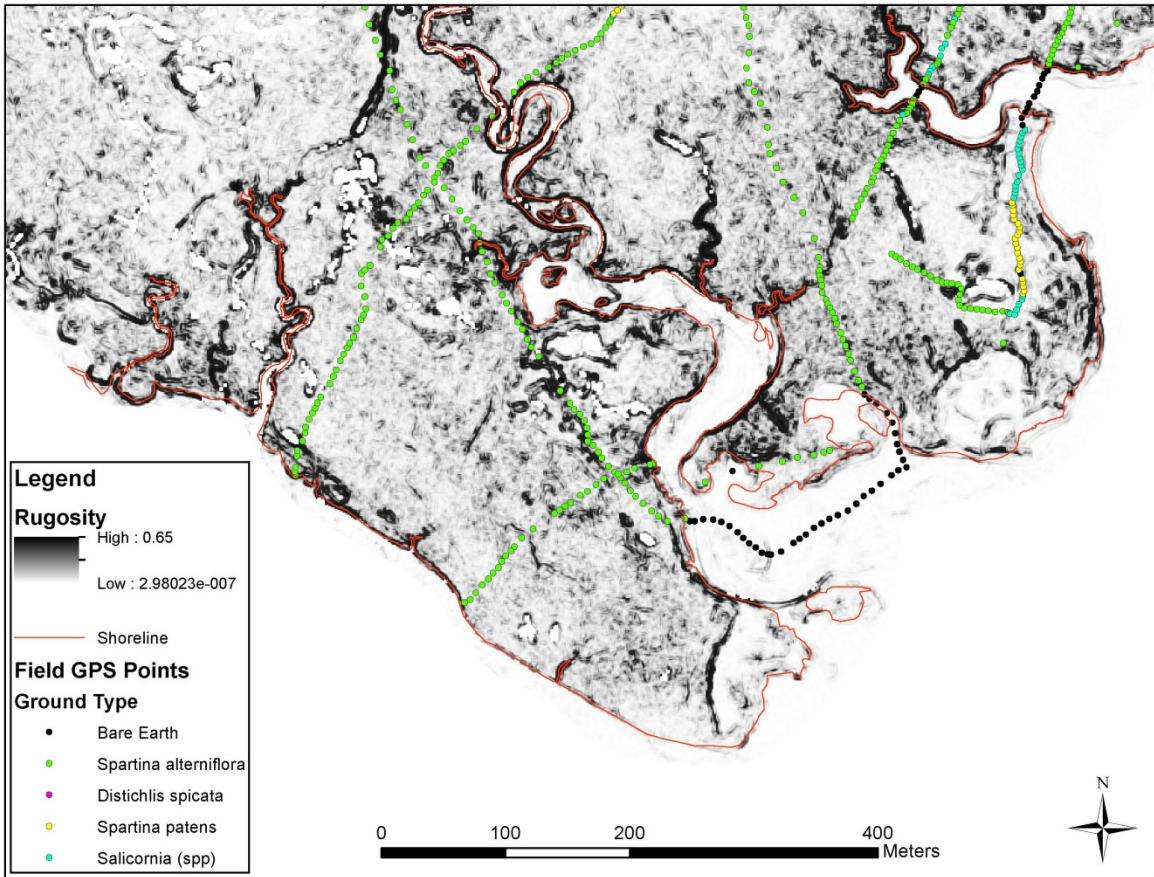 Legend
Rugosity
High : 0.65
Low : 2.98023e-007
Shoreline
Field GPS Points
Ground Type
Bare Earth
Spartina alterniflora
Distichlis spicata
Spartina patens
Salicornia (spp)
0 100 200 400
Meters
N